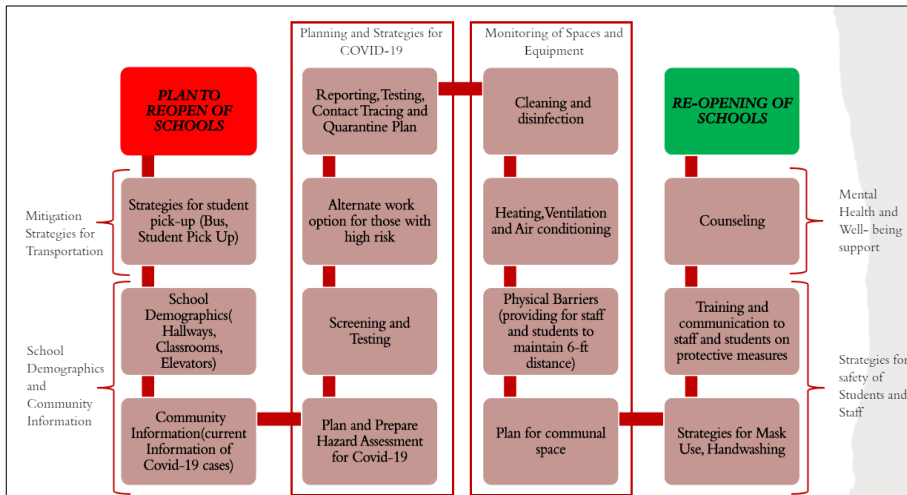 Planning and Strategies for
COVID-19
Monitoring of Spaces and
Equipment
PLAN TO
REOPEN OF
SCHOOLS
Reporting, Testing,
Contact Tracing and
Quarantine Plan
Cleaning and
disinfection
RE-OPENING OF
SCHOOLS
Mitigation
Strategies for
Transportation
Strategies for student
pick-up (Bus,
Student Pick Up)
Alternate work
option for those with
high risk
Heating, Ventilation
and Air conditioning
Counseling
Mental
Health and
Well- being
support
School
Demographics
and
Community
Information
School
Demographics(
Hallways,
Classrooms,
Elevators)
Screening and
Testing
Physical Barriers
(providing for staff
and students to
maintain 6-ft
distance)
Training and
communication to
staff and students on
protective measures
Strategies for
safety of
Students and
Staff
Community
Information(current
Information of
Covid-19 cases)
Plan and Prepare
Hazard Assessment
for Covid-19
Plan for communal
space
Strategies for Mask
Use, Handwashing